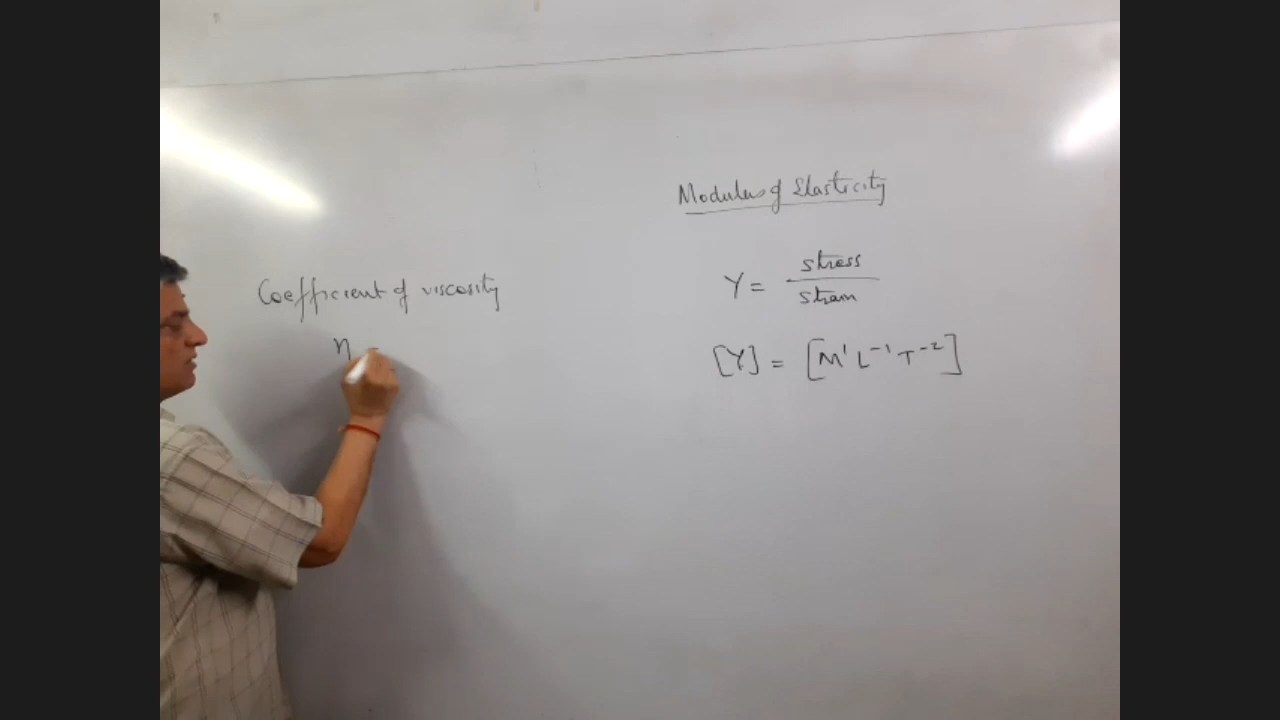 Coefficient of viscosity
η =
Modulus of Elasticity
Y = stress / strain
[Y] = [M¹ L⁻¹ T⁻²]